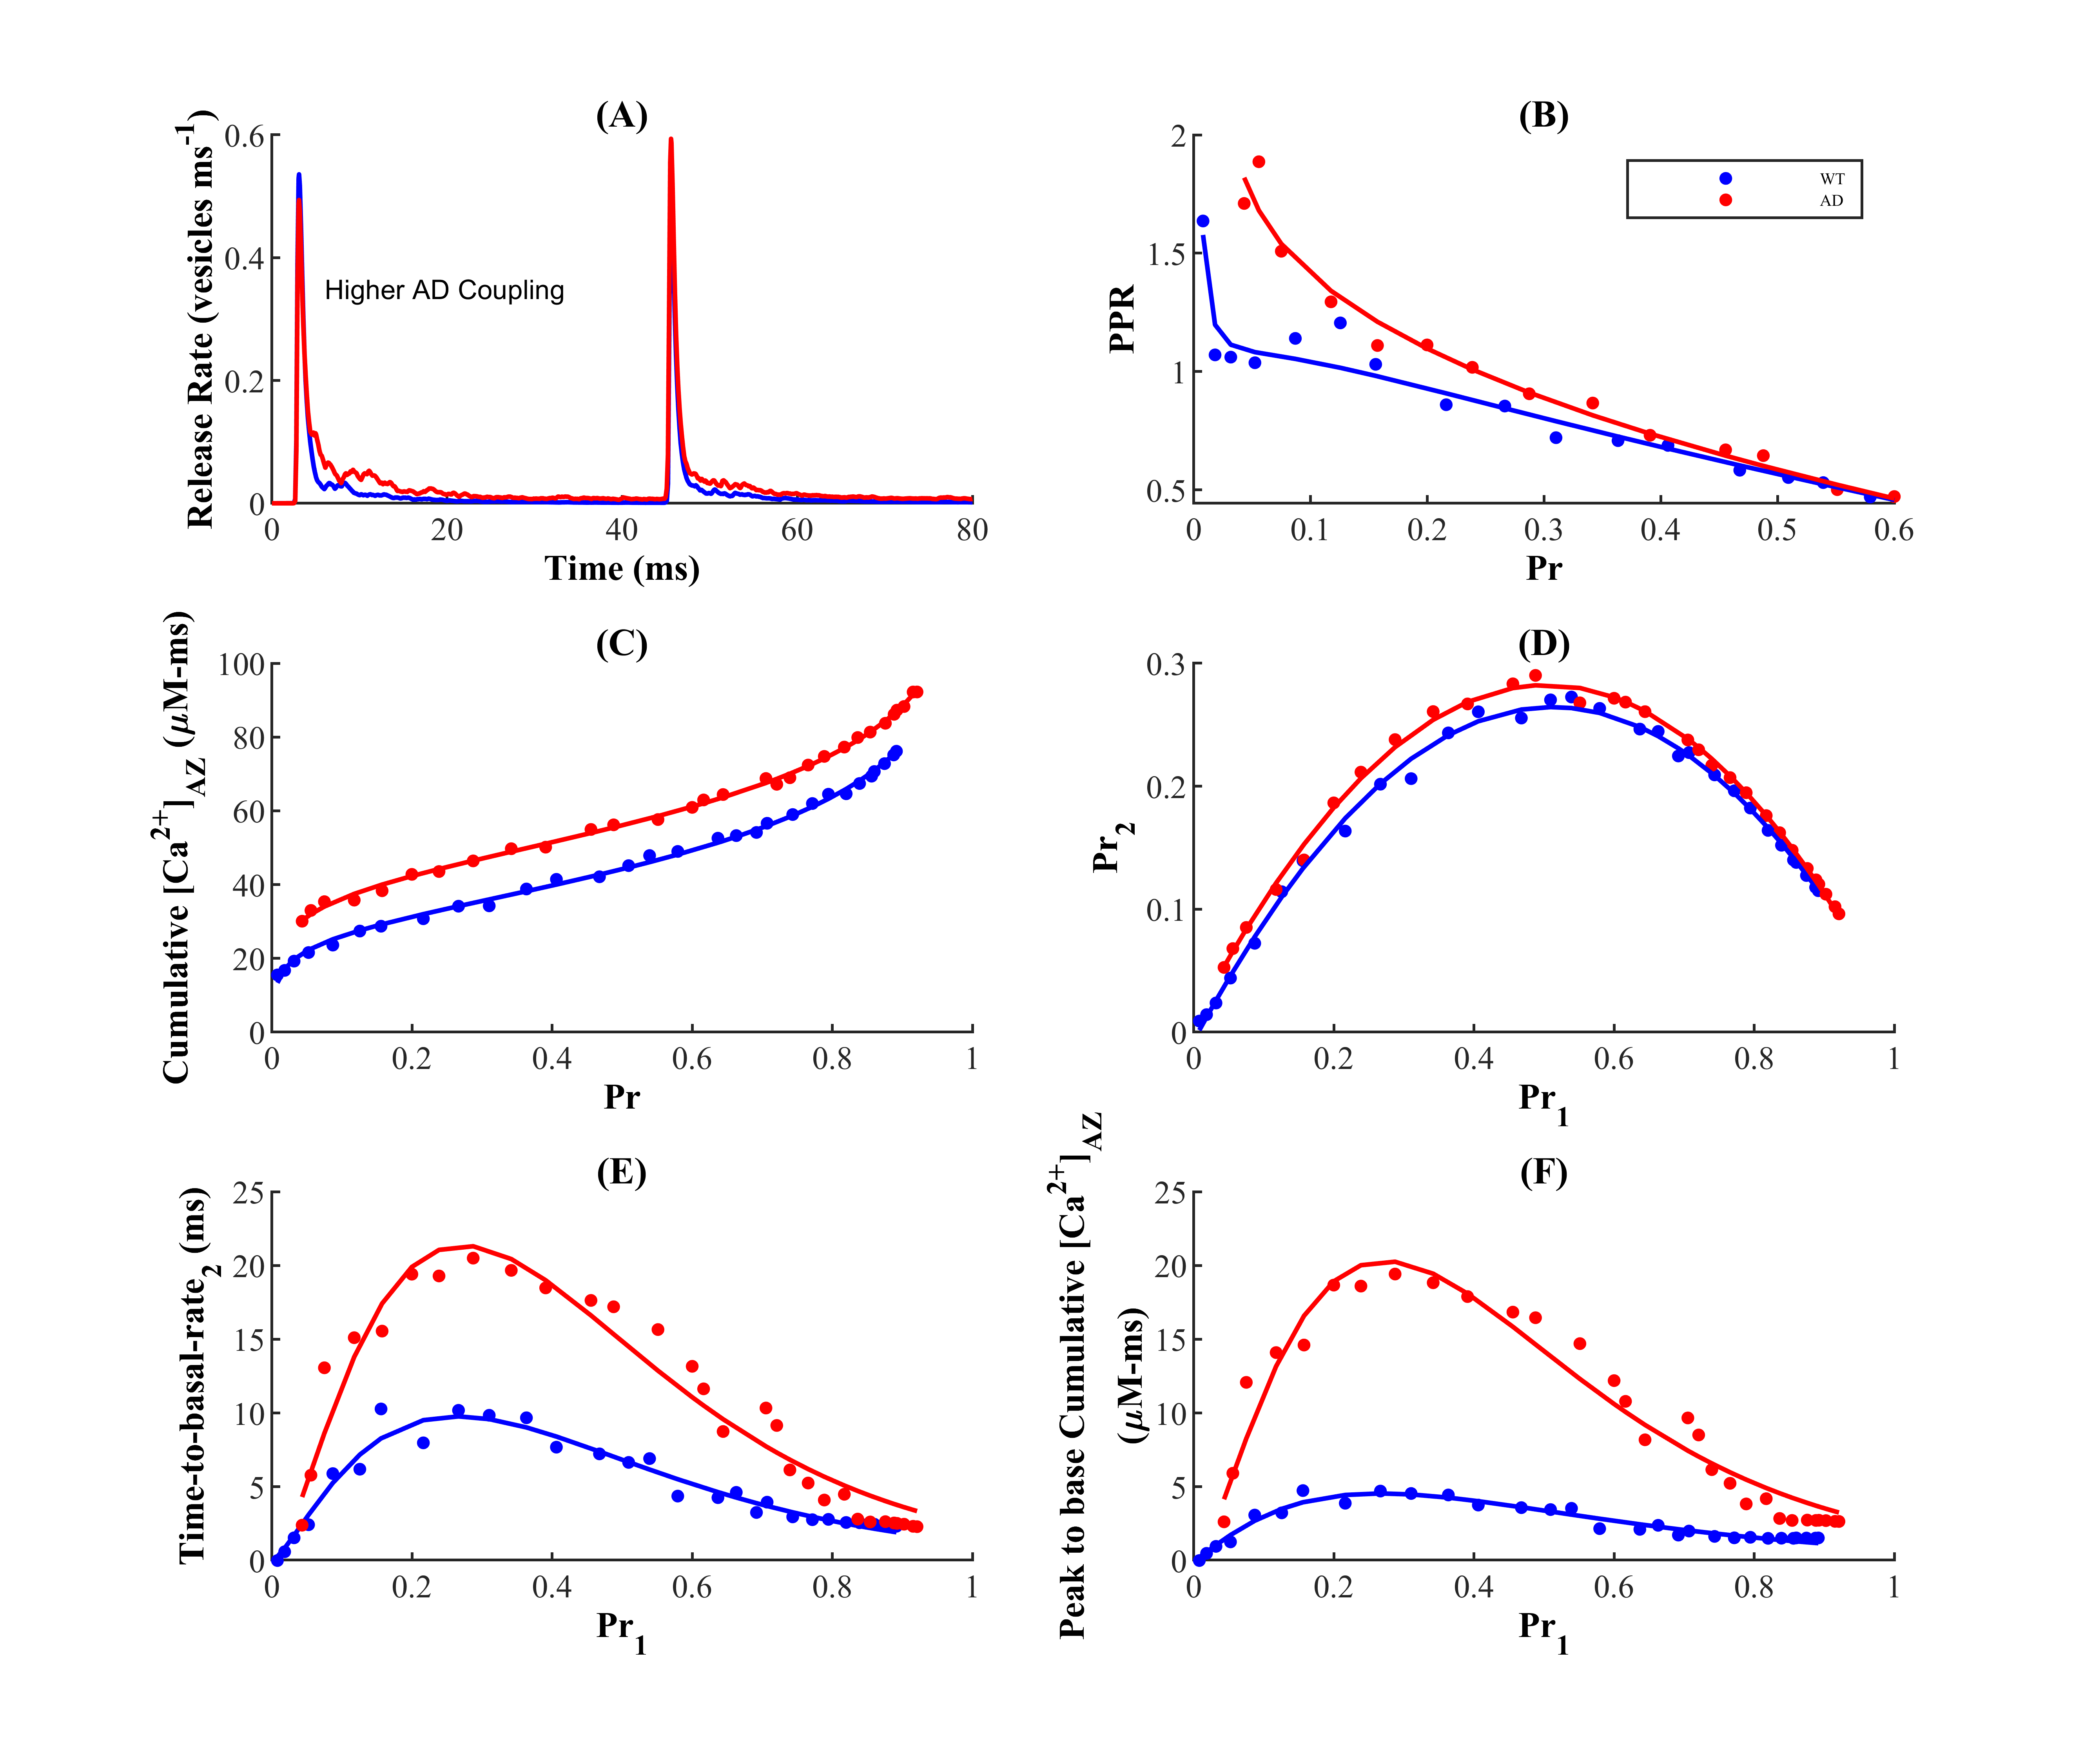 (A)
Release Rate (vesicles ms-1)
0.6
0.4
0.2
0
Higher AD Coupling
0 20 40 60 80
Time (ms)
(B)
PPR
2
1.5
1
0.5
WT
AD
0 0.1 0.2 0.3 0.4 0.5 0.6
Pr
(C)
Cumulative [Ca2+]AZ (μM-ms)
100
80
60
40
20
0
0 0.2 0.4 0.6 0.8 1
Pr
(D)
Pr2
0.3
0.2
0.1
0
0 0.2 0.4 0.6 0.8 1
Pr1
(E)
Time-to-basal-rate2 (ms)
25
20
15
10
5
0
0 0.2 0.4 0.6 0.8 1
Pr1
(F)
Peak to base Cumulative [Ca2+]AZ
(μM-ms)
25
20
15
10
5
0
0 0.2 0.4 0.6 0.8 1
Pr1